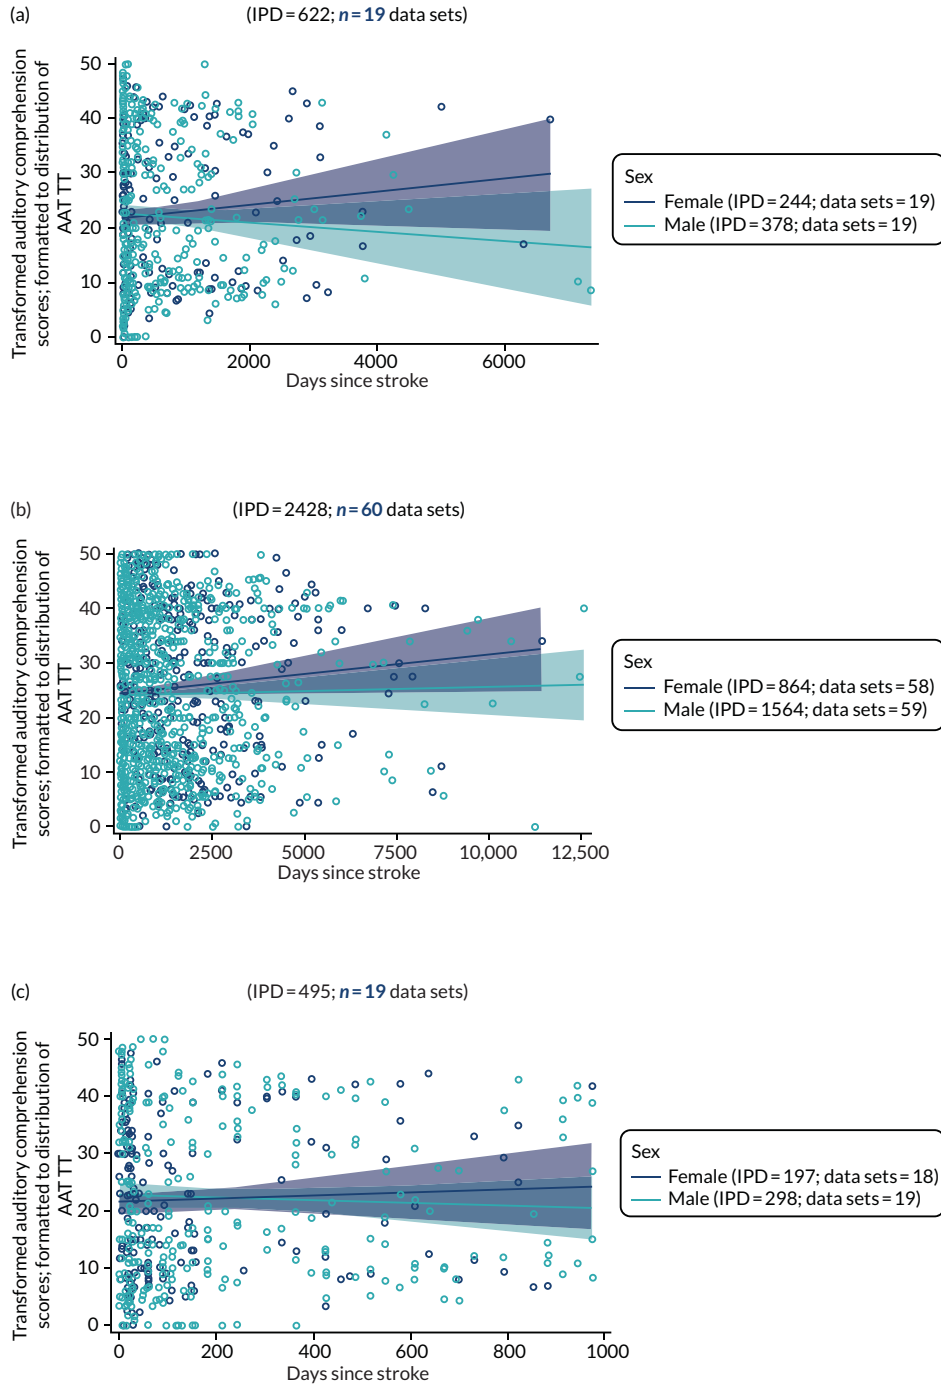 (a)
(IPD = 622; n = 19 data sets)
Transformed auditory comprehension
scores; formatted to distribution of
AAT TT
50
40
30
20
10
0
0
2000
4000
6000
Days since stroke
Sex
Female (IPD = 244; data sets = 19)
Male (IPD = 378; data sets = 19)
(b)
(IPD = 2428; n = 60 data sets)
Transformed auditory comprehension
scores; formatted to distribution of
AAT TT
50
40
30
20
10
0
0
2500
5000
7500
10,000
12,500
Days since stroke
Sex
Female (IPD = 864; data sets = 58)
Male (IPD = 1564; data sets = 59)
(c)
(IPD = 495; n = 19 data sets)
Transformed auditory comprehension
scores; formatted to distribution of
AAT TT
50
40
30
20
10
0
0
200
400
600
800
1000
Days since stroke
Sex
Female (IPD = 197; data sets = 18)
Male (IPD = 298; data sets = 19)